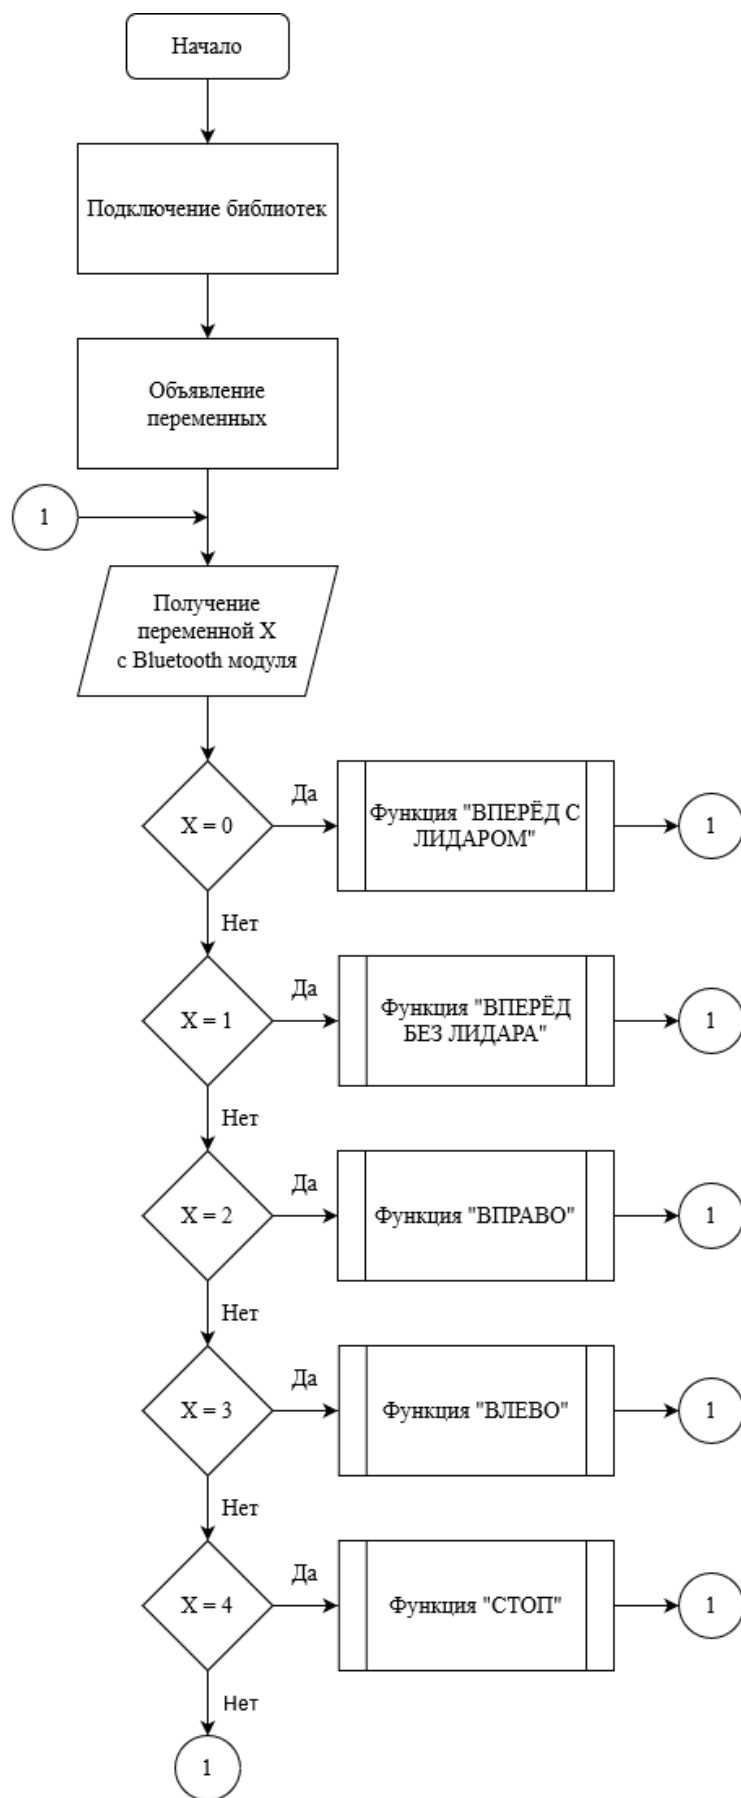 Начало
Подключение библиотек
Объявление
переменных
1
Получение
переменной X
с Bluetooth модуля
X = 0
Да
Функция "ВПЕРЁД С
ЛИДАРОМ"
1
Нет
X = 1
Да
Функция "ВПЕРЁД
БЕЗ ЛИДАРА"
1
Нет
X = 2
Да
Функция "ВПРАВО"
1
Нет
X = 3
Да
Функция "ВЛЕВО"
1
Нет
X = 4
Да
Функция "СТОП"
1
Нет
1